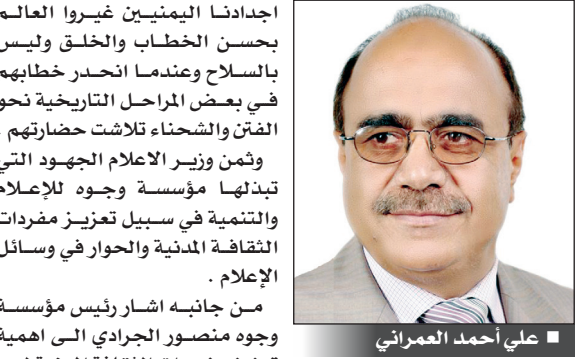 اجدادنا اليمنيين غيروا العالم
بحسن الخطاب والخلق وليس
بالسلاح وعندما انحدر خطابهم
في بعض المراحل التاريخية نحو
الفتن والشحناء تلاشت حضارتهم .
وثمن وزير الاعلام الجهود التي
تبذلها مؤسسة وجوه للإعلام
والتنمية في سبيل تعزيز مفردات
الثقافة المدنية والحوار في وسائل
الإعلام .
من جانبه اشار رئيس مؤسسة
وجوه منصور الجرادي الى اهمية
■ علي أحمد العمراني